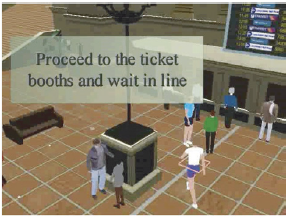 Proceed to the ticket
booths and wait in line